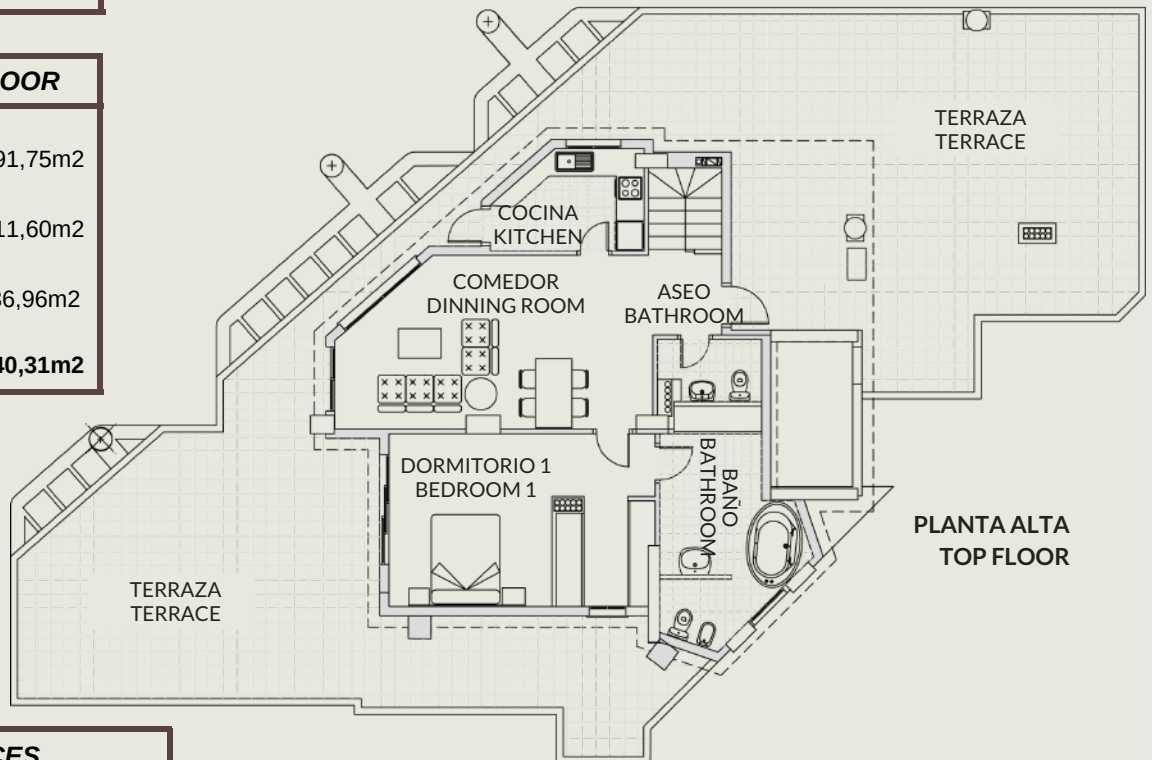 OOR
91,75m2
11,60m2
36,96m2
40,31m2
CES
TERRAZA
TERRACE
COCINA
KITCHEN
COMEDOR
DINNING ROOM
ASEO
BATHROOM
DORMITORIO 1
BEDROOM 1
BAÑO
BATHROOM
TERRAZA
TERRACE
PLANTA ALTA
TOP FLOOR